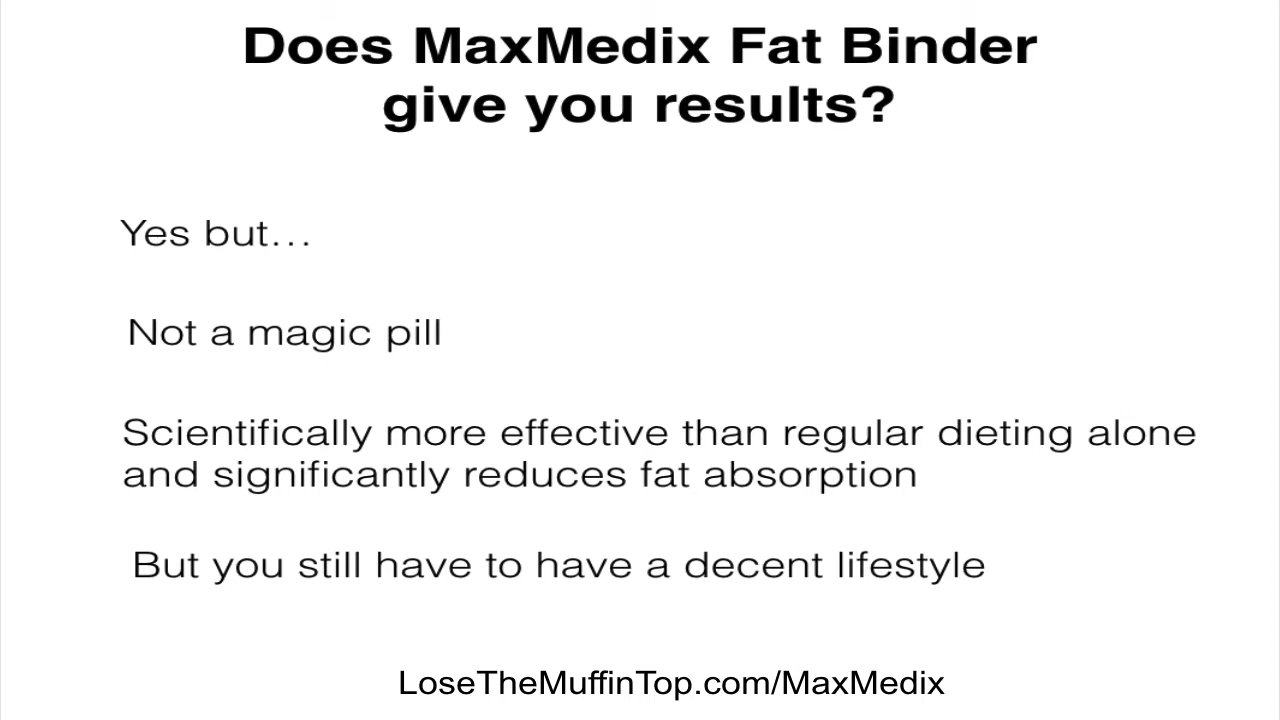 Does MaxMedix Fat Binder
give you results?
Yes but...
Not a magic pill
Scientifically more effective than regular dieting alone
and significantly reduces fat absorption
But you still have to have a decent lifestyle
LoseTheMuffinTop.com/MaxMedix